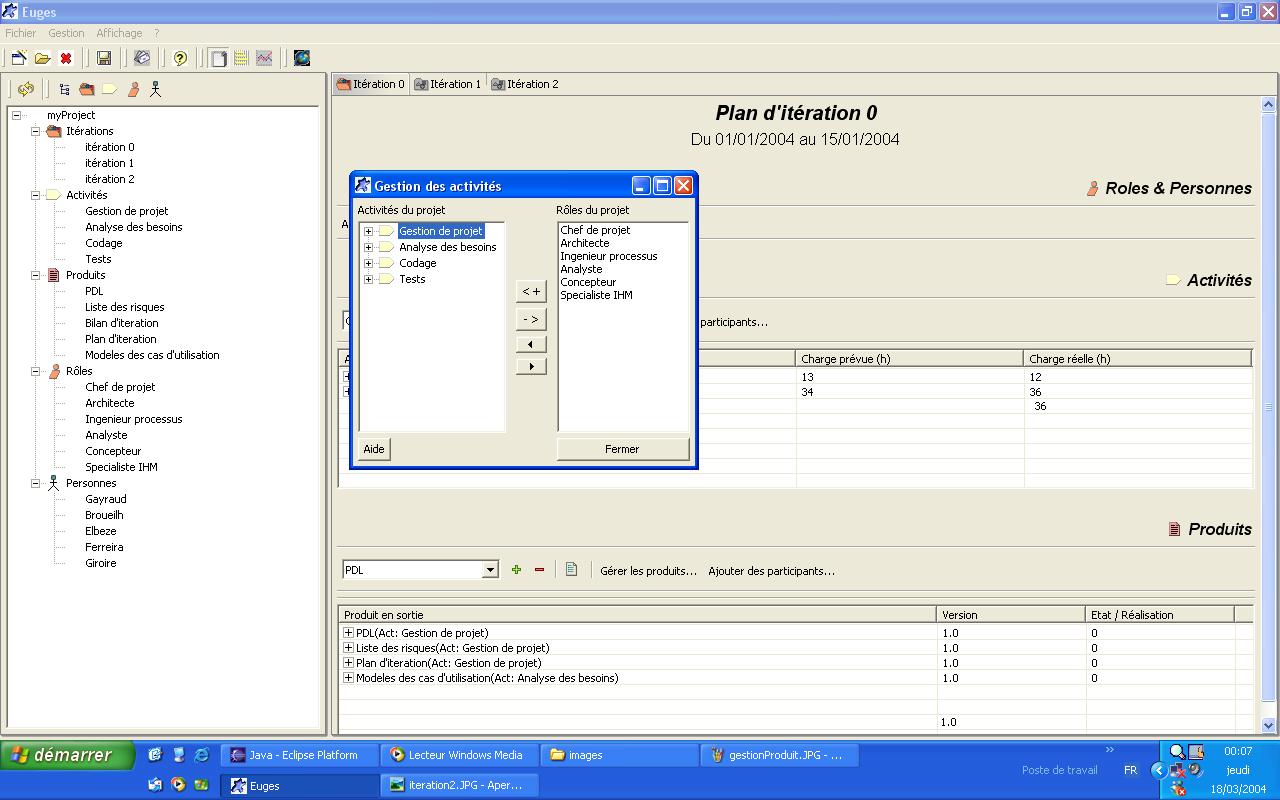 Euges
Fichier Gestion Affichage ?
myProject
Itérations
itération 0
itération 1
itération 2
Activités
Gestion de projet
Analyse des besoins
Codage
Tests
Produits
PDL
Liste des risques
Bilan d'iteration
Plan d'iteration
Modeles des cas d'utilisation
Rôles
Chef de projet
Architecte
Ingenieur processus
Analyste
Concepteur
Specialiste IHM
Personnes
Gayraud
Broueilh
Elbeze
Ferreira
Giroire
Itération 0 Itération 1 Itération 2
Plan d'itération 0
Du 01/01/2004 au 15/01/2004
Roles & Personnes
Activités
participants...
Charge prévue (h) Charge réelle (h)
13 12
34 36
36
Gestion des activités
Activités du projet Rôles du projet
Gestion de projet
Analyse des besoins
Codage
Tests
< +
- >
Chef de projet
Architecte
Ingenieur processus
Analyste
Concepteur
Specialiste IHM
Aide Fermer
Produits
PDL Gérer les produits... Ajouter des participants...
Produit en sortie Version Etat / Réalisation
PDL(Act: Gestion de projet) 1.0 0
Liste des risques(Act: Gestion de projet) 1.0 0
Plan d'iteration(Act: Gestion de projet) 1.0 0
Modeles des cas d'utilisation(Act: Analyse des besoins) 1.0 0
1.0
démarrer Java - Eclipse Platform Lecteur Windows Media images gestionProduit.JPG - ... 00:07
Poste de travail FR jeudi
Euges iteration2.JPG - Aper... 18/03/2004